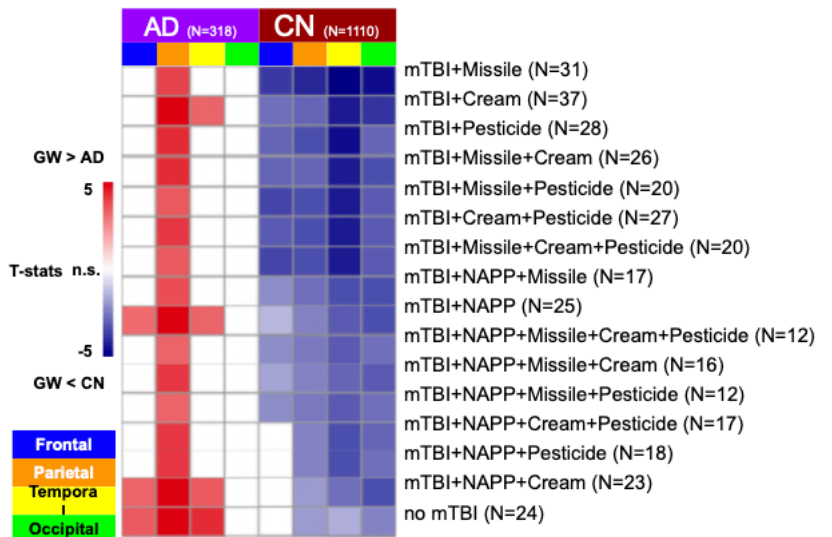 AD (N=318) CN (N=1110)
mTBI+Missile (N=31)
mTBI+Cream (N=37)
mTBI+Pesticide (N=28)
GW > AD
mTBI+Missile+Cream (N=26)
5
mTBI+Missile+Pesticide (N=20)
mTBI+Cream+Pesticide (N=27)
mTBI+Missile+Cream+Pesticide (N=20)
T-stats n.s.
mTBI+NAPP+Missile (N=17)
mTBI+NAPP (N=25)
mTBI+NAPP+Missile+Cream+Pesticide (N=12)
-5
mTBI+NAPP+Missile+Cream (N=16)
GW < CN
mTBI+NAPP+Missile+Pesticide (N=12)
mTBI+NAPP+Cream+Pesticide (N=17)
mTBI+NAPP+Pesticide (N=18)
mTBI+NAPP+Cream (N=23)
no mTBI (N=24)
Frontal
Parietal
Tempora
l
Occipital